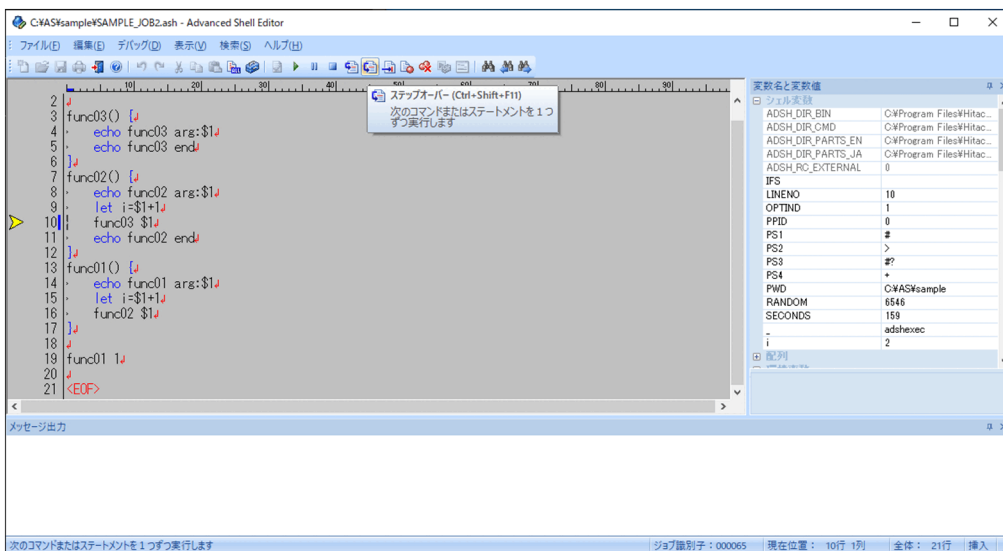 C:¥AS¥sample¥SAMPLE_JOB2.ash - Advanced Shell Editor
ファイル(F) 編集(E) デバッグ(D) 表示(V) 検索(S) ヘルプ(H)
10 20 30 40 50 60 70 80 90
ステップオーバー (Ctrl+Shift+F11)
次のコマンドまたはステートメントを１つ
ずつ実行します
2
3 func03() {
4 echo func03 arg:$1
5 echo func03 end
6 }
7 func02() {
8 echo func02 arg:$1
9 let i=$1+1
10 func03 $1
11 echo func02 end
12 }
13 func01() {
14 echo func01 arg:$1
15 let i=$1+1
16 func02 $1
17 }
18
19 func01 1
20
21 <EOF>
変数名と変数値
シェル変数
ADSH_DIR_BIN C:¥Program Files¥Hitac...
ADSH_DIR_CMD C:¥Program Files¥Hitac...
ADSH_DIR_PARTS_EN C:¥Program Files¥Hitac...
ADSH_DIR_PARTS_JA C:¥Program Files¥Hitac...
ADSH_RC_EXTERNAL 0
IFS
LINENO 10
OPTIND 1
PPID 0
PS1 #
PS2 >
PS3 #?
PS4 +
PWD C:¥AS¥sample
RANDOM 6546
SECONDS 159
_ adshexec
i 2
配列
メッセージ出力
次のコマンドまたはステートメントを１つずつ実行します ジョブ識別子：000065 現在位置： 10行 1列 全体： 21行 挿入